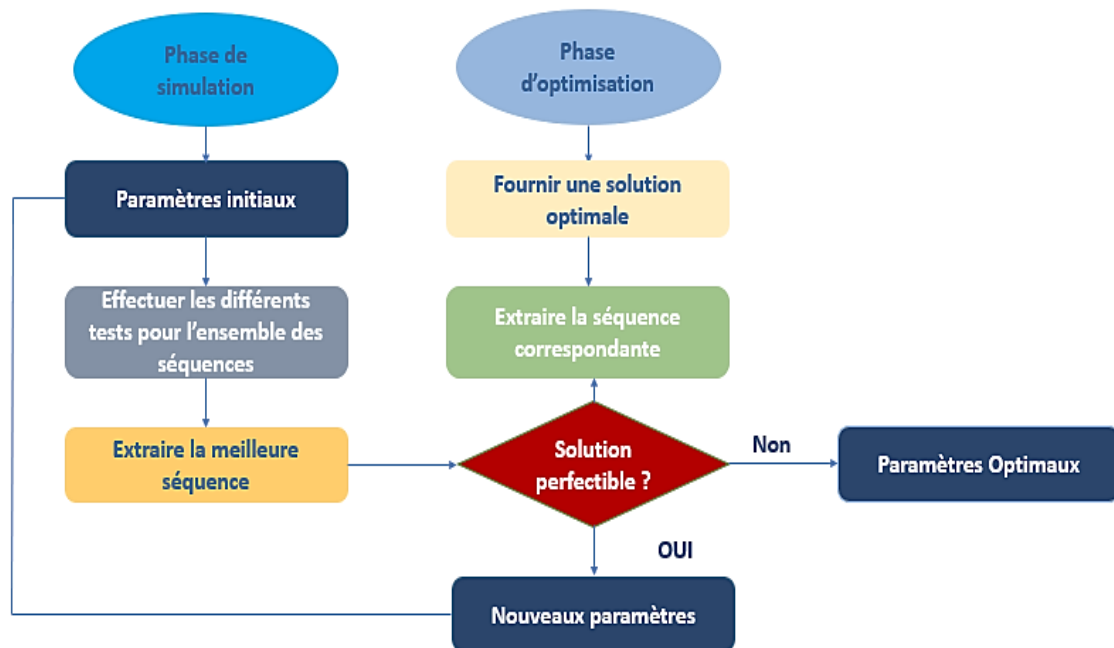 Phase de
simulation
Paramètres initiaux
Effectuer les différents
tests pour l’ensemble des
séquences
Extraire la meilleure
séquence
Phase
d’optimisation
Fournir une solution
optimale
Extraire la séquence
correspondante
Solution
perfectible ?
Non
Paramètres Optimaux
OUI
Nouveaux paramètres